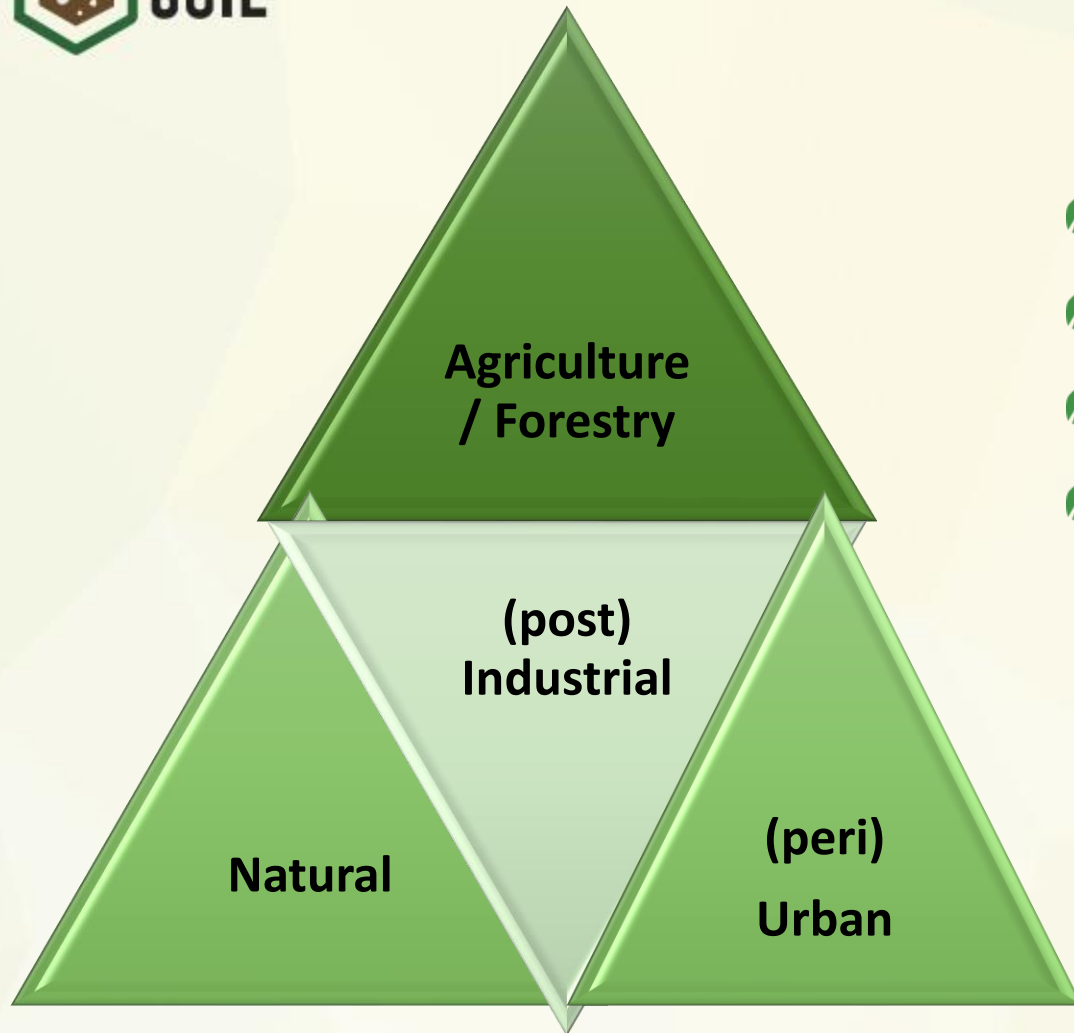 Agriculture
/ Forestry
(post)
Industrial
Natural
(peri)
Urban